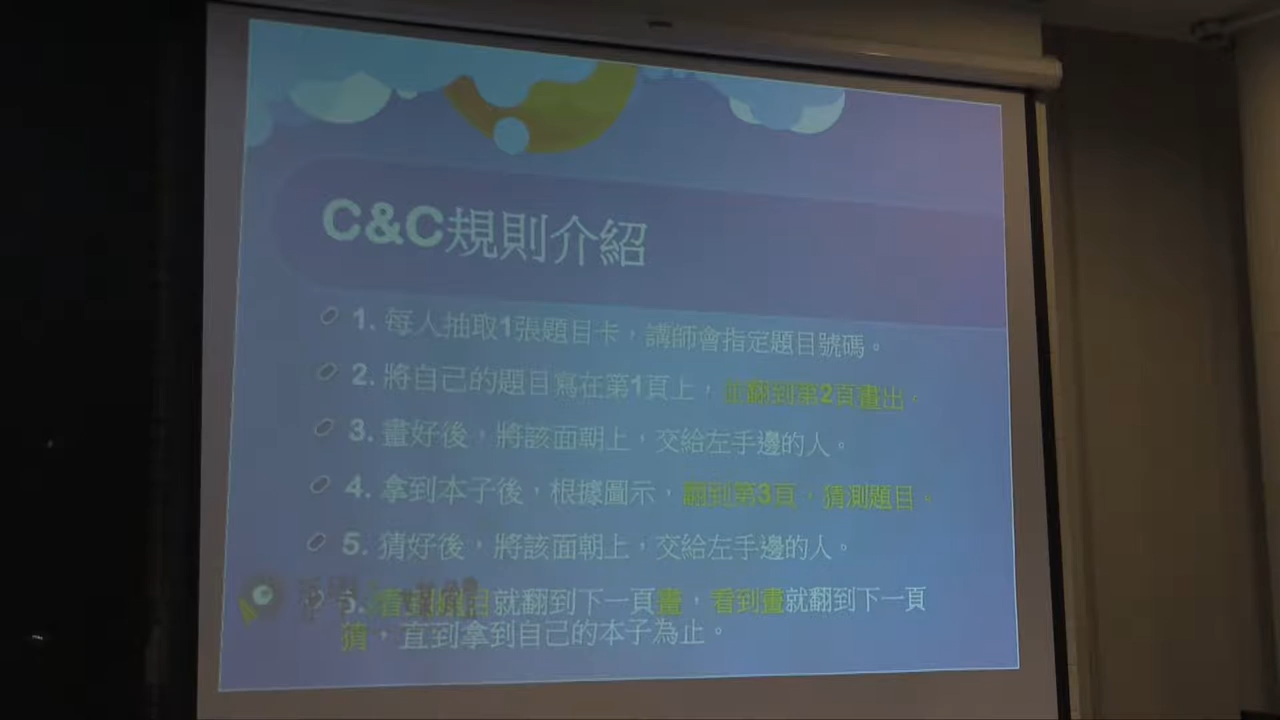 C&C規則介紹
1. 每人抽取1張題目卡，講師會指定題目號碼。
2. 將自己的題目寫在第1頁上，並翻到第2頁畫出。
3. 畫好後，將該面朝上，交給左手邊的人。
4. 拿到本子後，根據圖示，翻到第3頁，猜測題目。
5. 猜好後，將該面朝上，交給左手邊的人。
6. 看到題目就翻到下一頁畫，看到畫就翻到下一頁
猜，直到拿到自己的本子為止。